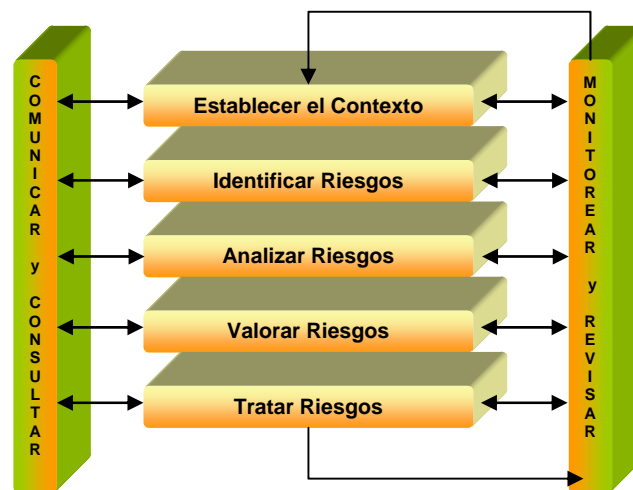 COMUNICAR y CONSULTAR
Establecer el Contexto
Identificar Riesgos
Analizar Riesgos
Valorar Riesgos
Tratar Riesgos
MONITOREAR y REVISAR